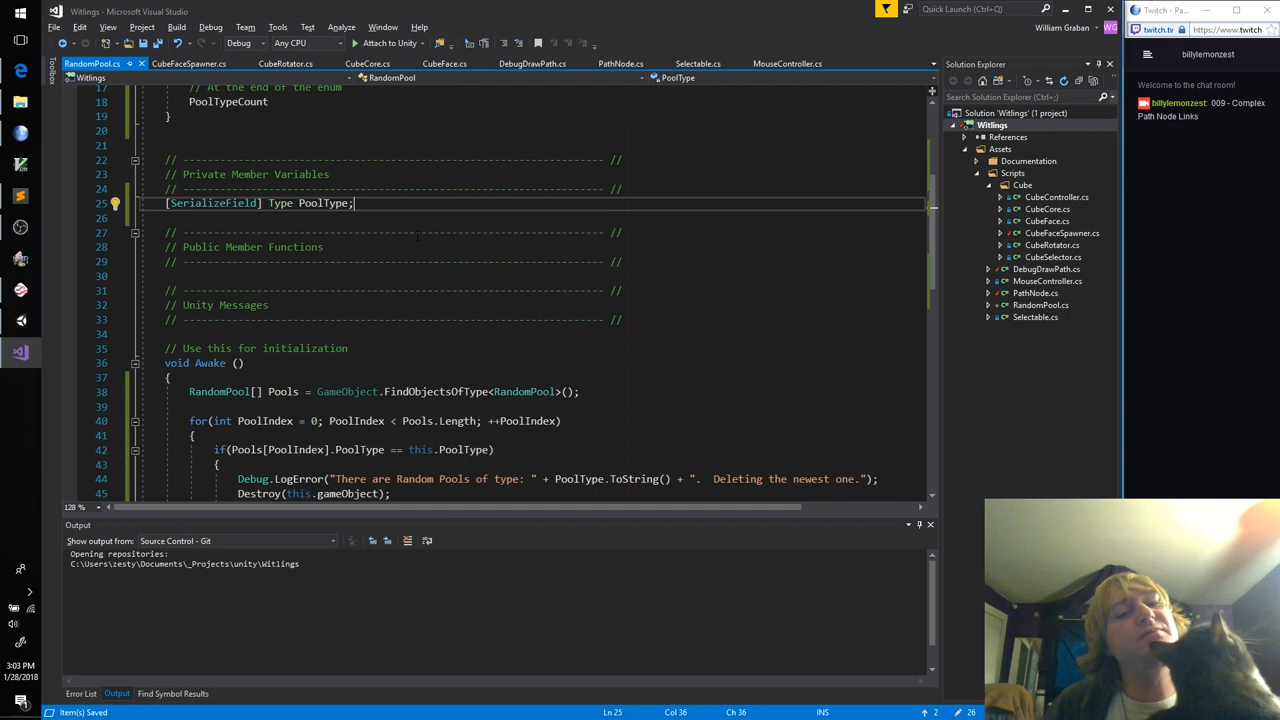 Witlings - Microsoft Visual Studio
Quick Launch (Ctrl+Q)
File Edit View Project Build Debug Team Tools Test Analyze Window Help
William Graban WG
Debug Any CPU Attach to Unity
RandomPool.cs CubeFaceSpawner.cs CubeRotator.cs CubeCore.cs CubeFace.cs DebugDrawPath.cs PathNode.cs Selectable.cs MouseController.cs
Witlings RandomPool PoolType
Toolbox
17 // At the end of the enum
18 PoolTypeCount
19 }
20
21
22 // --------------------------------------------------------------------- //
23 // Private Member Variables
24 // --------------------------------------------------------------------- //
25 [SerializeField] Type PoolType;
26
27 // --------------------------------------------------------------------- //
28 // Public Member Functions
29 // --------------------------------------------------------------------- //
30
31 // --------------------------------------------------------------------- //
32 // Unity Messages
33 // --------------------------------------------------------------------- //
34
35 // Use this for initialization
36 void Awake ()
37 {
38 RandomPool[] Pools = GameObject.FindObjectsOfType<RandomPool>();
39
40 for(int PoolIndex = 0; PoolIndex < Pools.Length; ++PoolIndex)
41 {
42 if(Pools[PoolIndex].PoolType == this.PoolType)
43 {
44 Debug.LogError("There are Random Pools of type: " + PoolType.ToString() + ".  Deleting the newest one.");
45 Destroy(this.gameObject);
128 %
Output
Show output from: Source Control - Git
Opening repositories:
C:\Users\zesty\Documents\_Projects\unity\Witlings
Error List Output Find Symbol Results
Item(s) Saved Ln 25 Col 36 Ch 36 INS 2 26
Solution Explorer
Search Solution Explorer (Ctrl+;)
Solution 'Witlings' (1 project)
Witlings
References
Assets
Documentation
Scripts
Cube
CubeController.cs
CubeCore.cs
CubeFace.cs
CubeFaceSpawner.cs
CubeRotator.cs
CubeSelector.cs
DebugDrawPath.cs
MouseController.cs
PathNode.cs
RandomPool.cs
Selectable.cs
Twitch - Pa...
twitch.tv https://www.twitch
billylemonzest
Welcome to the chat room!
billylemonzest: 009 - Complex
Path Node Links
3:03 PM
1/28/2018